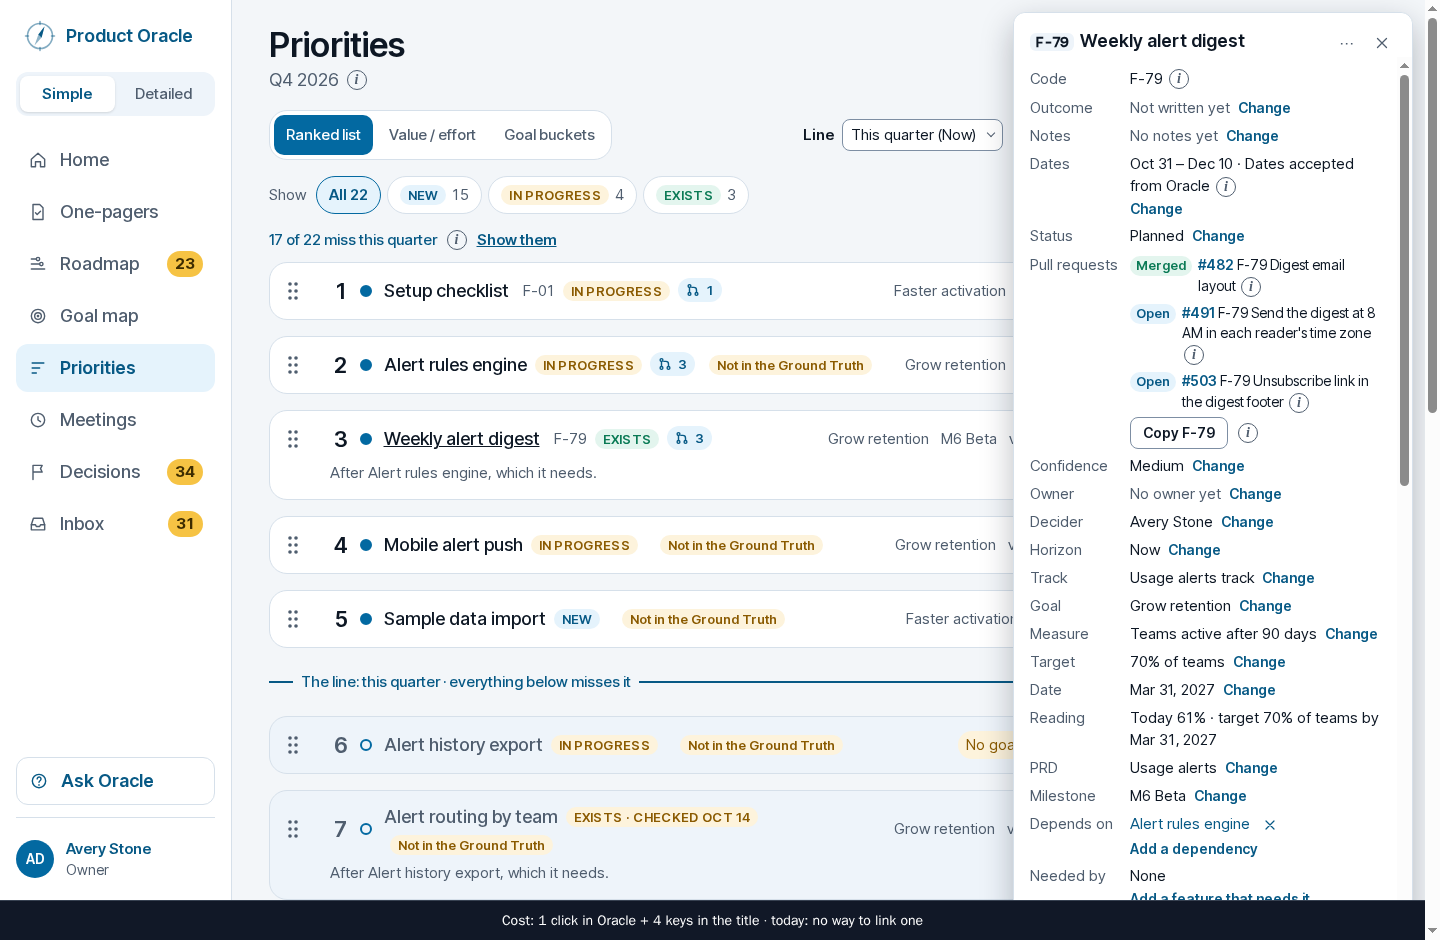 Product Oracle
Simple Detailed
Home
One-pagers
Roadmap 23
Goal map
Priorities
Meetings
Decisions 34
Inbox 31
Ask Oracle
AD Avery Stone
Owner
Priorities
Q4 2026 i
Ranked list Value / effort Goal buckets
Line This quarter (Now)
Show All 22 NEW 15 IN PROGRESS 4 EXISTS 3
17 of 22 miss this quarter i Show them
1 Setup checklist F-01 IN PROGRESS 1 Faster activation
2 Alert rules engine IN PROGRESS 3 Not in the Ground Truth Grow retention
3 Weekly alert digest F-79 EXISTS 3 Grow retention M6 Beta
After Alert rules engine, which it needs.
4 Mobile alert push IN PROGRESS Not in the Ground Truth Grow retention
5 Sample data import NEW Not in the Ground Truth Faster activation
The line: this quarter · everything below misses it
6 Alert history export IN PROGRESS Not in the Ground Truth No goa
7 Alert routing by team EXISTS · CHECKED OCT 14 Grow retention
Not in the Ground Truth
After Alert history export, which it needs.
F-79 Weekly alert digest ...
Code F-79 i
Outcome Not written yet Change
Notes No notes yet Change
Dates Oct 31 – Dec 10 · Dates accepted
from Oracle i
Change
Status Planned Change
Pull requests Merged #482 F-79 Digest email
layout i
Open #491 F-79 Send the digest at 8
AM in each reader's time zone
i
Open #503 F-79 Unsubscribe link in
the digest footer i
Copy F-79 i
Confidence Medium Change
Owner No owner yet Change
Decider Avery Stone Change
Horizon Now Change
Track Usage alerts track Change
Goal Grow retention Change
Measure Teams active after 90 days Change
Target 70% of teams Change
Date Mar 31, 2027 Change
Reading Today 61% · target 70% of teams by
Mar 31, 2027
PRD Usage alerts Change
Milestone M6 Beta Change
Depends on Alert rules engine
Add a dependency
Needed by None
Add a feature that needs it
Cost: 1 click in Oracle + 4 keys in the title · today: no way to link one